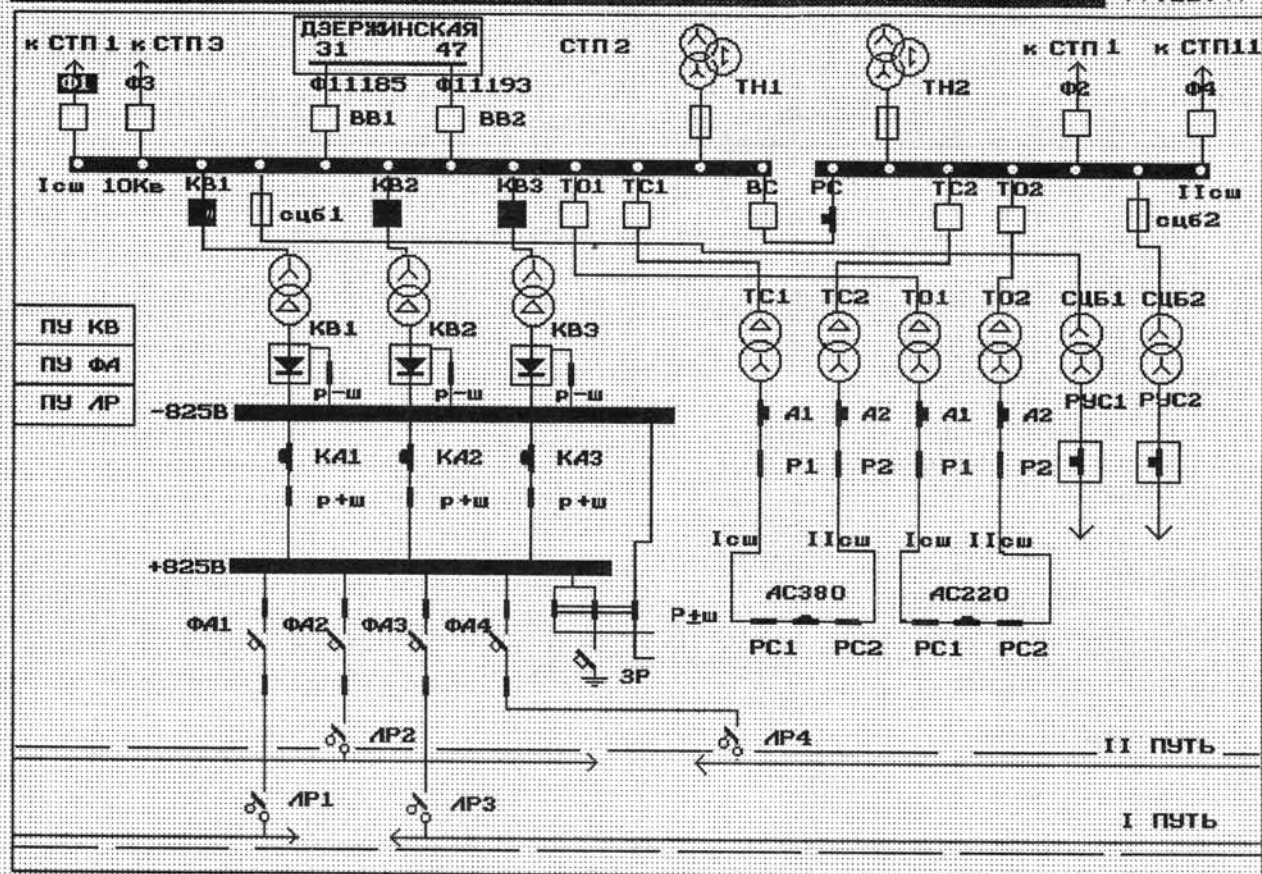 ДЗЕРЖИНСКАЯ
к СТП 1 к СТП 3 31 47 СТП 2 к СТП 1 к СТП11
Ф1 Ф3 Ф11185 Ф11193 ТН1 ТН2 Ф2 Ф4
ВВ1 ВВ2
Iсш 10Кв КВ1 КВ2 КВ3 ТО1 ТС1 ВС РС ТС2 ТО2 IIсш
сцб1 сцб2
ТС1 ТС2 ТО1 ТО2 СЦБ1 СЦБ2
ПУ КВ КВ1 КВ2 КВ3
ПУ ФА
ПУ ЛР р-ш р-ш р-ш РУС1 РУС2
-825В А1 А2 А1 А2
КА1 КА2 КА3 Р1 Р2 Р1 Р2
р+ш р+ш р+ш
Iсш IIсш Iсш IIсш
+825В
АС380 АС220
ФА1 ФА2 ФА3 ФА4 Р±ш
РС1 РС2 РС1 РС2
ЗР
ЛР2 ЛР4 II ПУТЬ
ЛР1 ЛР3
I ПУТЬ